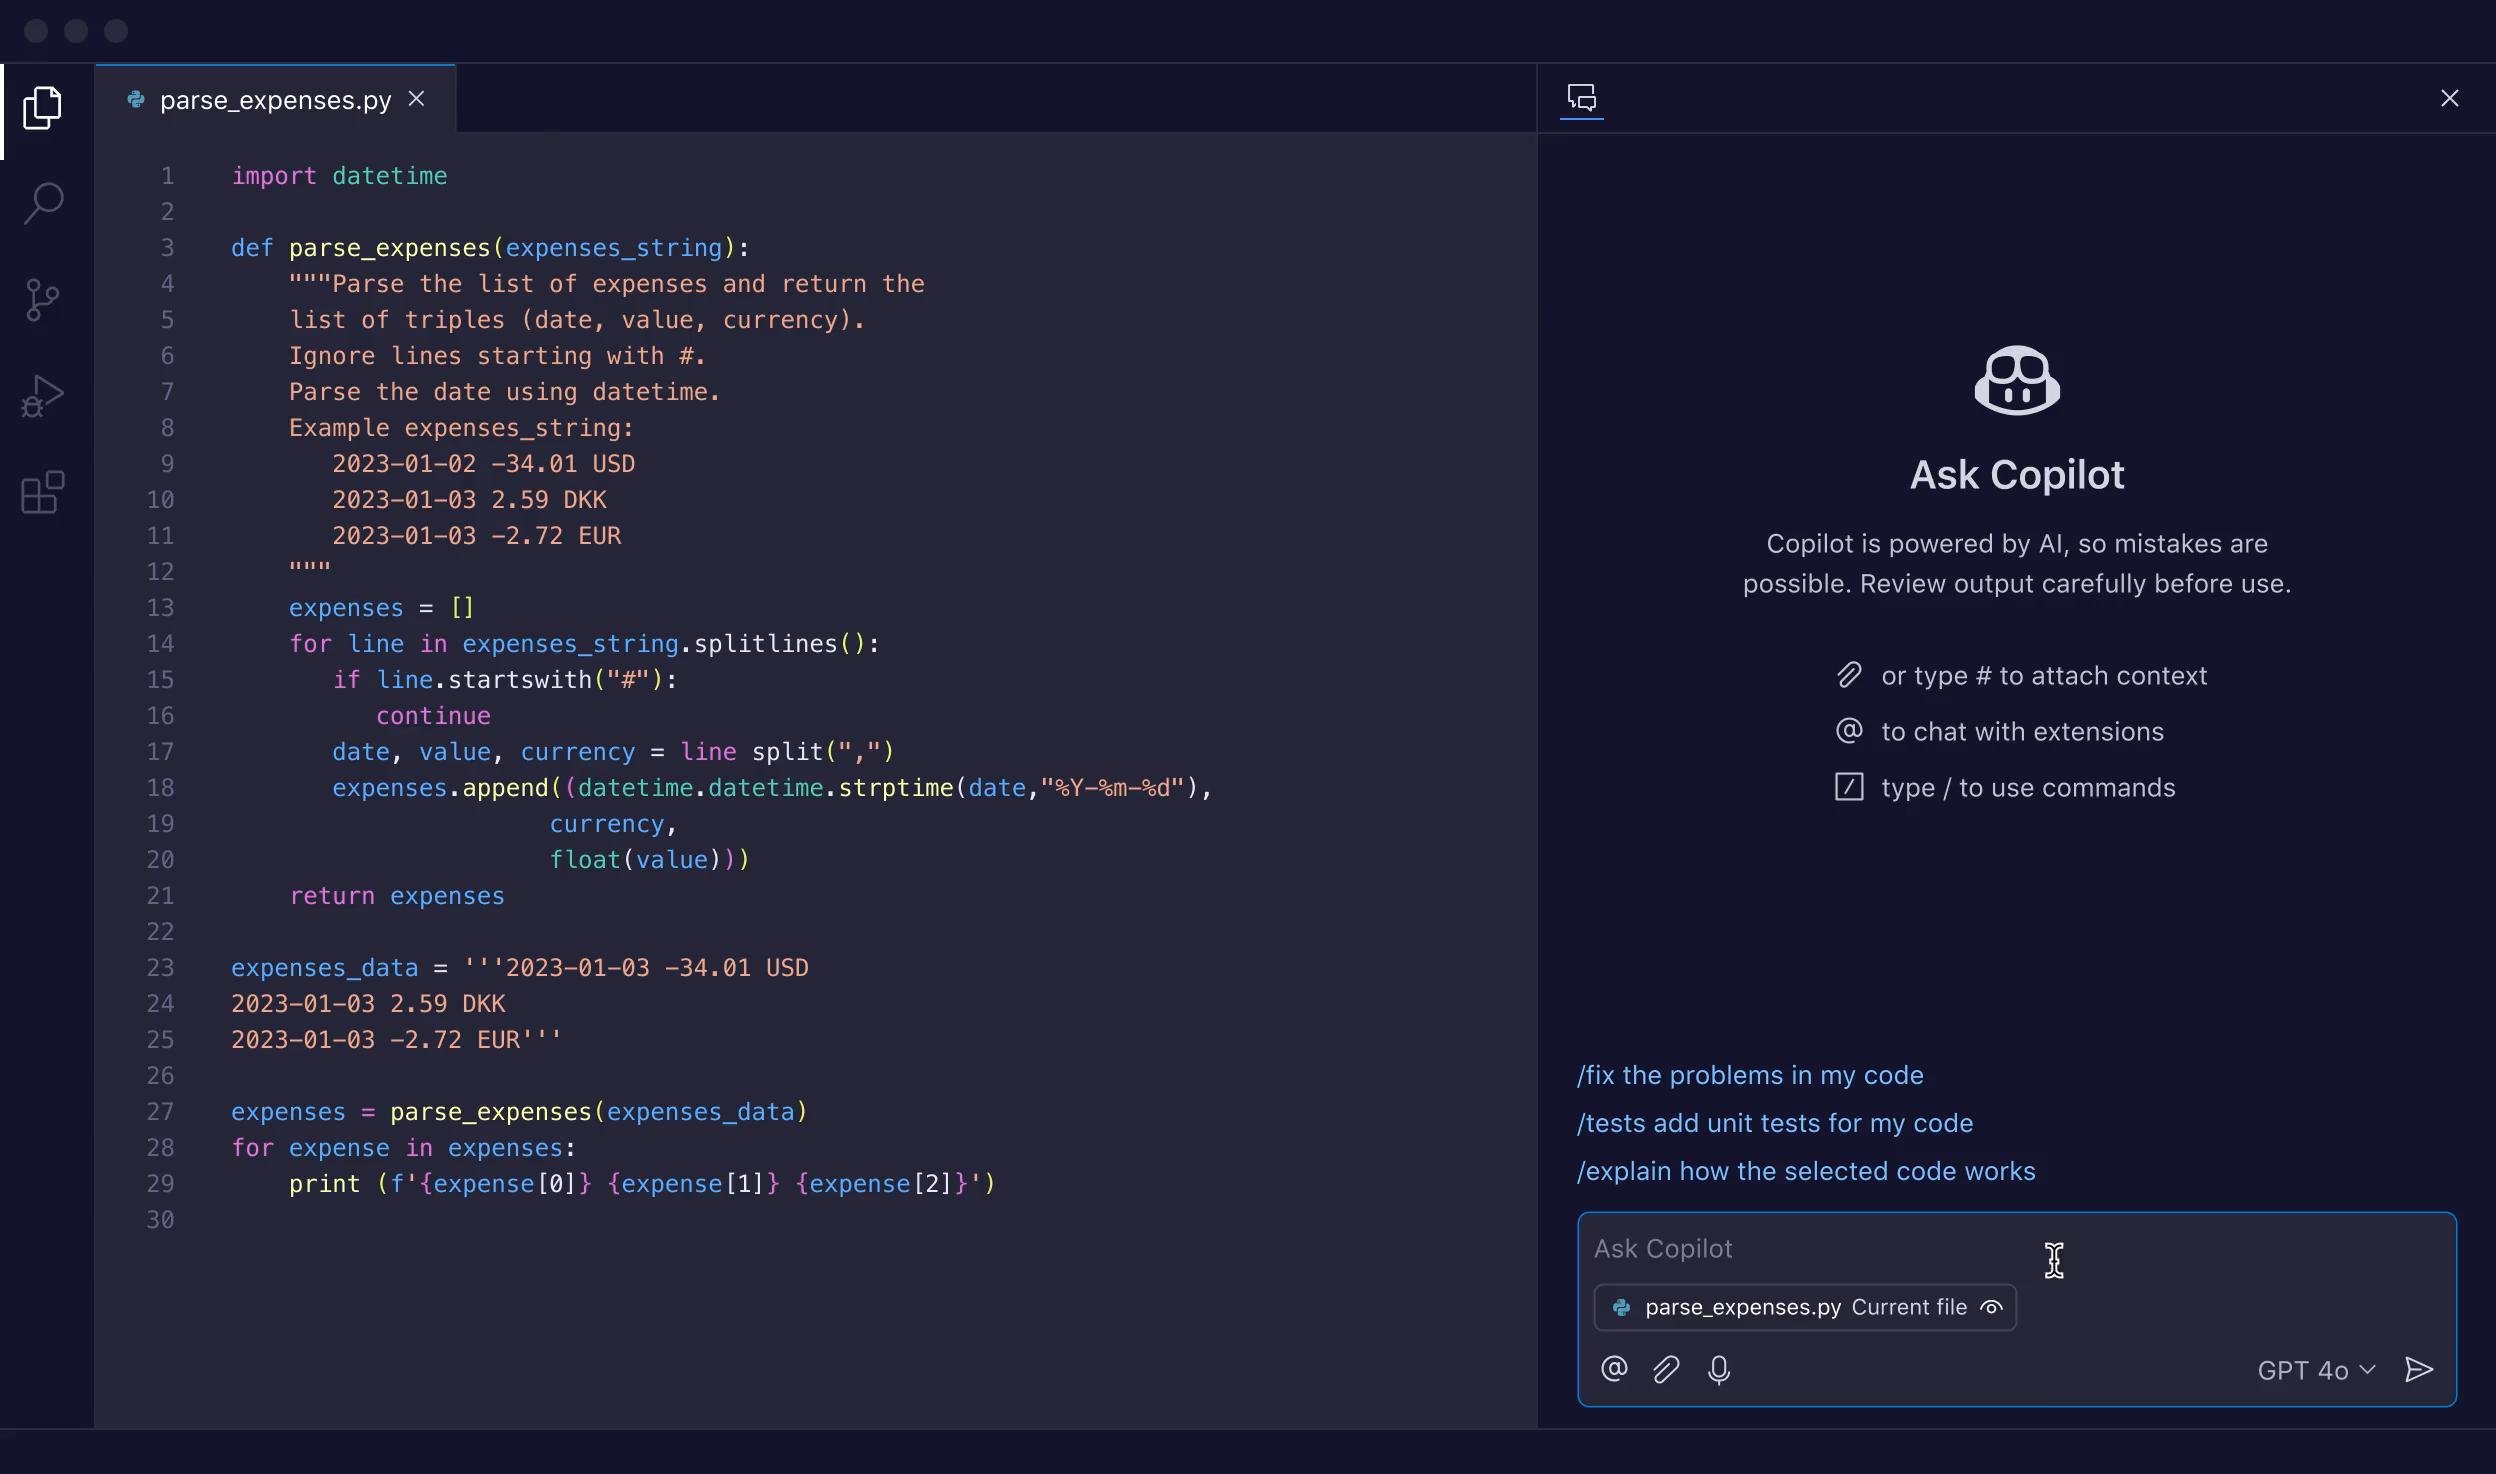 parse_expenses.py
1 import datetime
2
3 def parse_expenses(expenses_string):
4     """Parse the list of expenses and return the
5     list of triples (date, value, currency).
6     Ignore lines starting with #.
7     Parse the date using datetime.
8     Example expenses_string:
9        2023-01-02 -34.01 USD
10        2023-01-03 2.59 DKK
11        2023-01-03 -2.72 EUR
12     """
13     expenses = []
14     for line in expenses_string.splitlines():
15        if line.startswith("#"):
16           continue
17        date, value, currency = line split(",")
18        expenses.append((datetime.datetime.strptime(date,"%Y-%m-%d"),
19                       currency,
20                       float(value)))
21     return expenses
22
23 expenses_data = '''2023-01-03 -34.01 USD
24 2023-01-03 2.59 DKK
25 2023-01-03 -2.72 EUR'''
26
27 expenses = parse_expenses(expenses_data)
28 for expense in expenses:
29     print (f'{expense[0]} {expense[1]} {expense[2]}')
30
Ask Copilot
Copilot is powered by AI, so mistakes are
possible. Review output carefully before use.
or type # to attach context
@ to chat with extensions
/ type / to use commands
/fix the problems in my code
/tests add unit tests for my code
/explain how the selected code works
Ask Copilot
parse_expenses.py Current file
@ GPT 4o